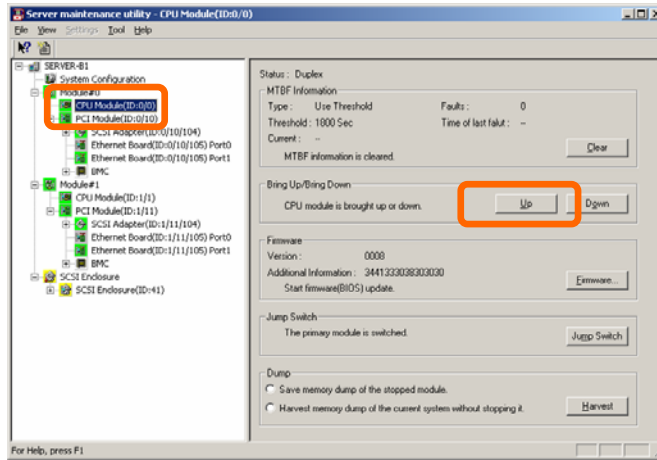 Server maintenance utility - CPU Module(ID:0/0)
File View Settings Tool Help
SERVER-B1
System Configuration
Module#0
CPU Module(ID:0/0)
PCI Module(ID:0/10)
SCSI Adapter(ID:0/10/104)
Ethernet Board(ID:0/10/105) Port0
Ethernet Board(ID:0/10/105) Port1
BMC
Module#1
CPU Module(ID:1/1)
PCI Module(ID:1/11)
SCSI Adapter(ID:1/11/104)
Ethernet Board(ID:1/11/105) Port0
Ethernet Board(ID:1/11/105) Port1
BMC
SCSI Enclosure
SCSI Enclosure(ID:41)
Status : Duplex
MTBF Information
Type : Use Threshold Faults : 0
Threshold : 1800 Sec Time of last falut : --
Current : --
MTBF information is cleared. Clear
Bring Up/Bring Down
CPU module is brought up or down. Up Down
Firmware
Version : 0008
Additional Information : 3441333038303030
Start firmware(BIOS) update. Firmware...
Jump Switch
The primary module is switched. Jump Switch
Dump
Save memory dump of the stopped module.
Harvest memory dump of the current system without stopping it. Harvest
For Help, press F1